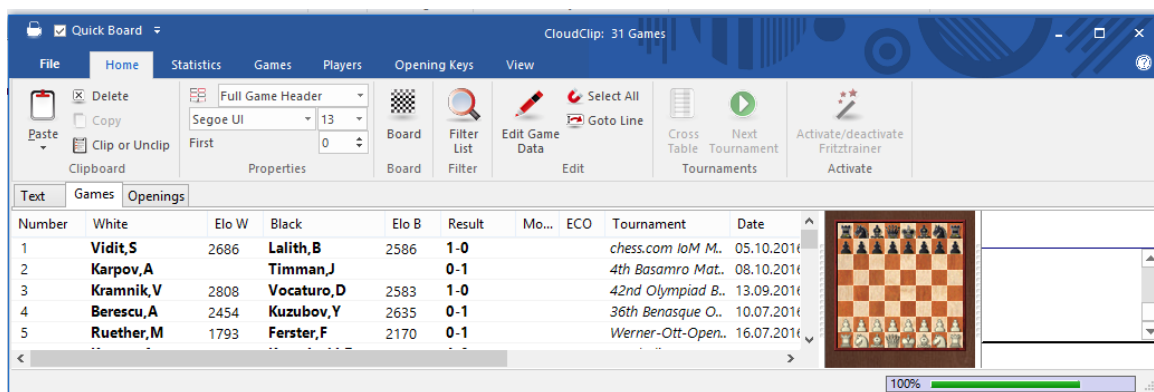 Quick Board
CloudClip: 31 Games
File Home Statistics Games Players Opening Keys View
Delete
Full Game Header
Select All
Copy
Segoe UI 13
Goto Line
Paste
Clip or Unclip
First 0
Board
Filter List
Edit Game Data
Cross Table
Next Tournament
Activate/deactivate Fritztrainer
Clipboard Properties Board Filter Edit Tournaments Activate
Text Games Openings
Number White Elo W Black Elo B Result Mo... ECO Tournament Date
1 Vidit,S 2686 Lalith,B 2586 1-0 chess.com IoM M.. 05.10.2016
2 Karpov,A Timman,J 0-1 4th Basamro Mat.. 08.10.2016
3 Kramnik,V 2808 Vocaturo,D 2583 1-0 42nd Olympiad B.. 13.09.2016
4 Berescu,A 2454 Kuzubov,Y 2635 0-1 36th Benasque O.. 10.07.2016
5 Ruether,M 1793 Ferster,F 2170 0-1 Werner-Ott-Open.. 16.07.2016
100%